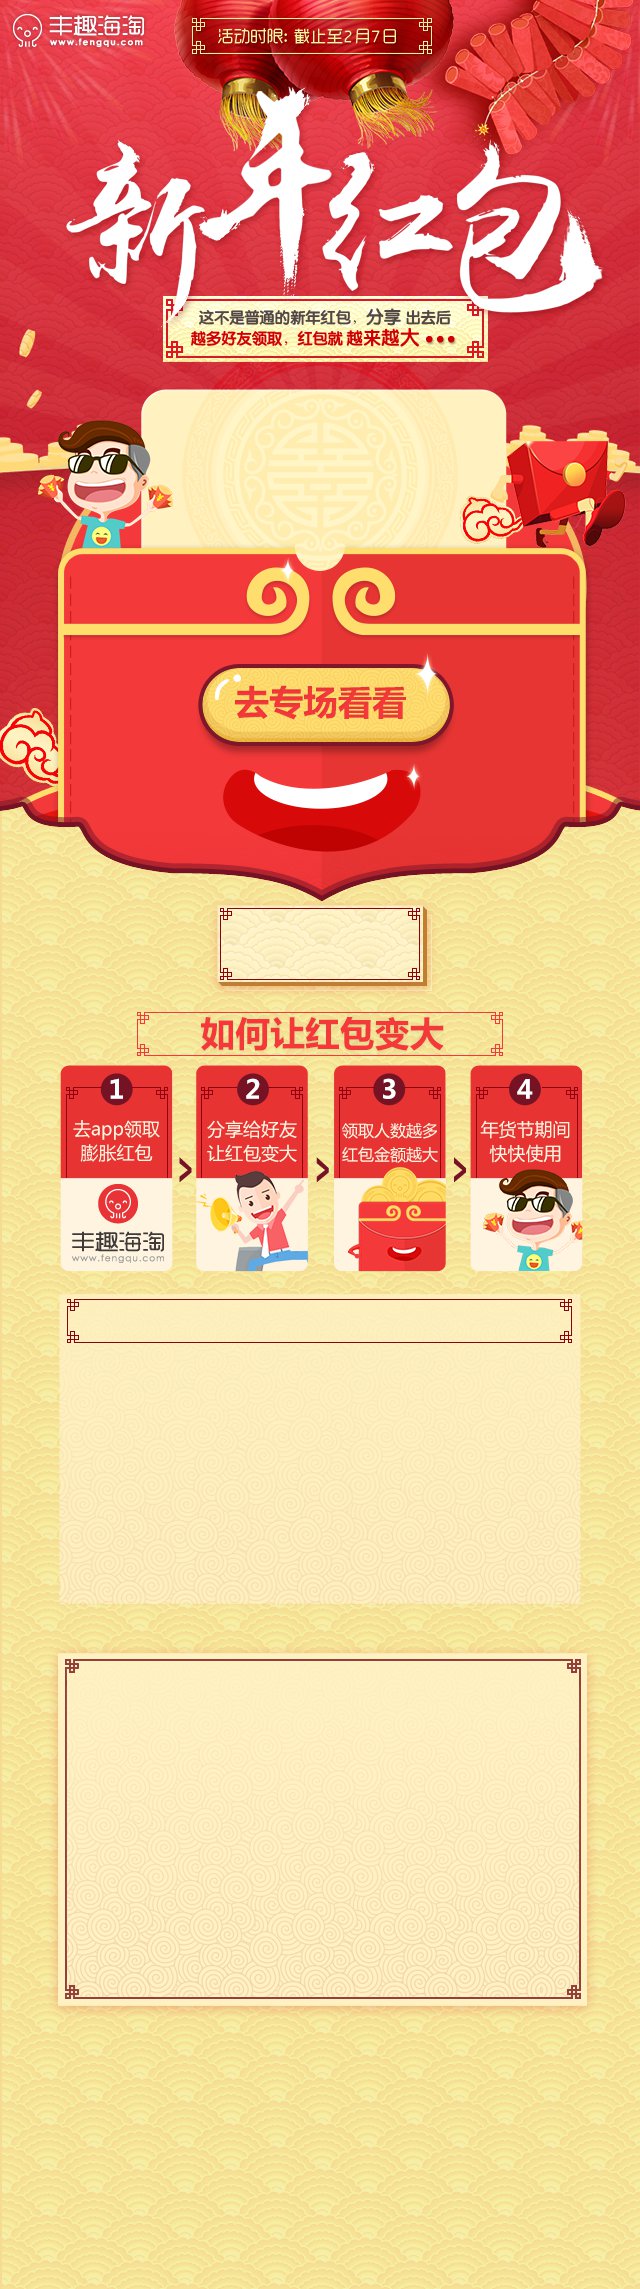 丰趣海淘
www.fengqu.com
活动时限: 截止至2月7日
新年红包
这不是普通的新年红包，分享 出去后
越多好友领取，红包就 越来越大 •••
去专场看看
如何让红包变大
1
去app领取
膨胀红包
丰趣海淘
www.fengqu.com
2
分享给好友
让红包变大
3
领取人数越多
红包金额越大
4
年货节期间
快快使用